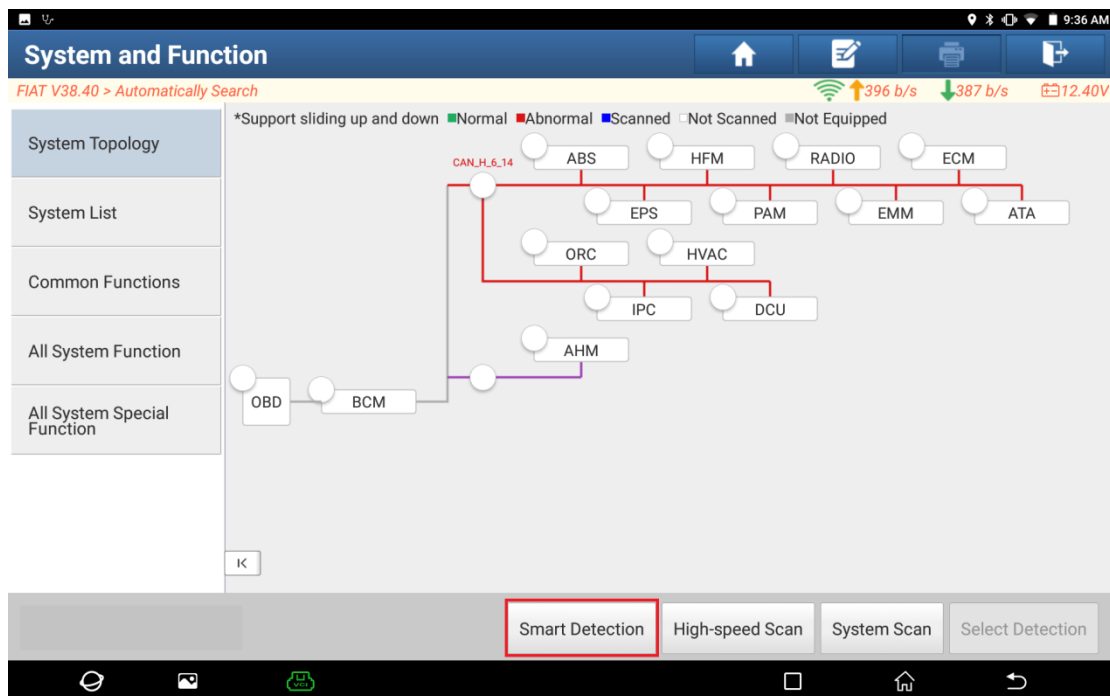 9:36 AM
System and Function
FIAT V38.40 > Automatically Search
396 b/s
387 b/s
12.40V
System Topology
System List
Common Functions
All System Function
All System Special
Function
*Support sliding up and down ■Normal ■Abnormal ■Scanned □Not Scanned ■Not Equipped
CAN_H_6_14
ABS
HFM
RADIO
ECM
EPS
PAM
EMM
ATA
ORC
HVAC
IPC
DCU
AHM
OBD
BCM
Smart Detection
High-speed Scan
System Scan
Select Detection
VCI